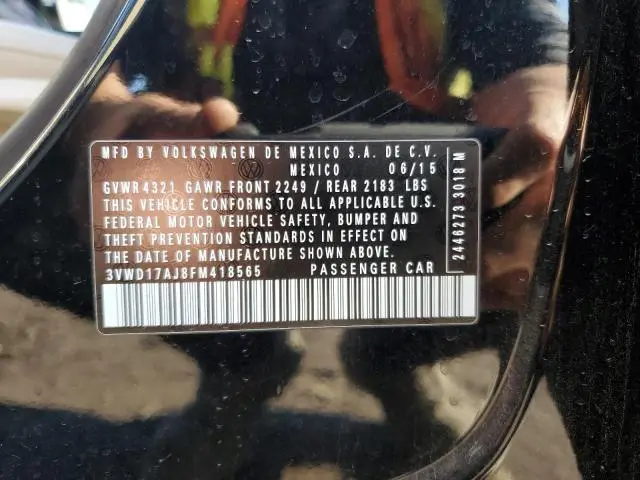 MFD BY VOLKSWAGEN DE MEXICO S.A. DE C.V.
MEXICO 06/15
GVWR 4321 GAWR FRONT 2249 / REAR 2183 LBS
THIS VEHICLE CONFORMS TO ALL APPLICABLE U.S.
FEDERAL MOTOR VEHICLE SAFETY, BUMPER AND
THEFT PREVENTION STANDARDS IN EFFECT ON
THE DATE OF MANUFACTURE SHOWN ABOVE.
3VWD17AJ8FM418565 PASSENGER CAR
2446273 3018 M